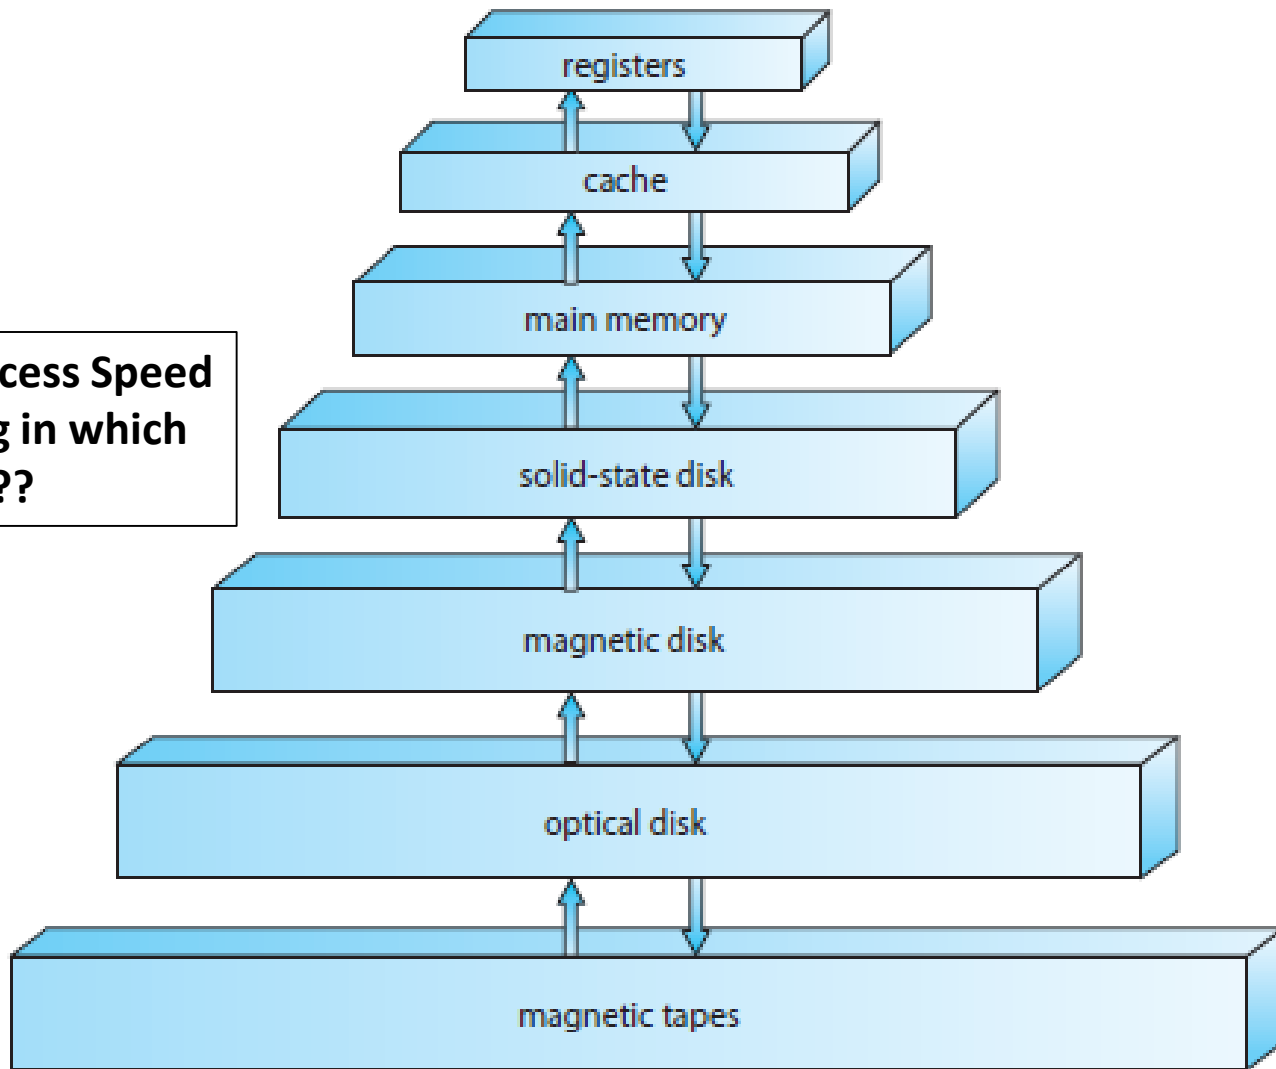 registers
cache
main memory
cess Speed
g in which
??
solid-state disk
magnetic disk
optical disk
magnetic tapes